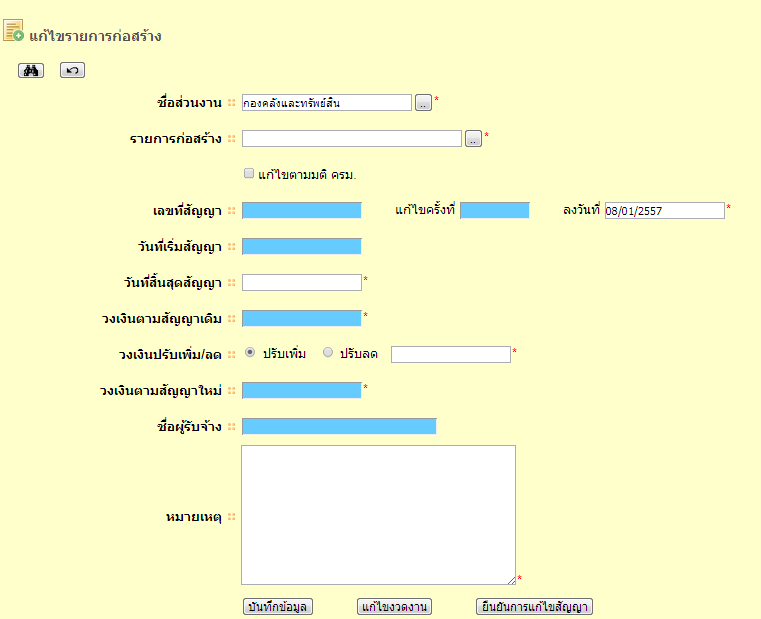 แก้ไขรายการก่อสร้าง
ชื่อส่วนงาน กองคลังและทรัพย์สิน .. *
รายการก่อสร้าง .. *
แก้ไขตามมติ ครม.
เลขที่สัญญา แก้ไขครั้งที่ ลงวันที่ 08/01/2557 *
วันที่เริ่มสัญญา
วันที่สิ้นสุดสัญญา *
วงเงินตามสัญญาเดิม *
วงเงินปรับเพิ่ม/ลด ปรับเพิ่ม ปรับลด *
วงเงินตามสัญญาใหม่ *
ชื่อผู้รับจ้าง
หมายเหตุ *
บันทึกข้อมูล แก้ไขงวดงาน ยืนยันการแก้ไขสัญญา